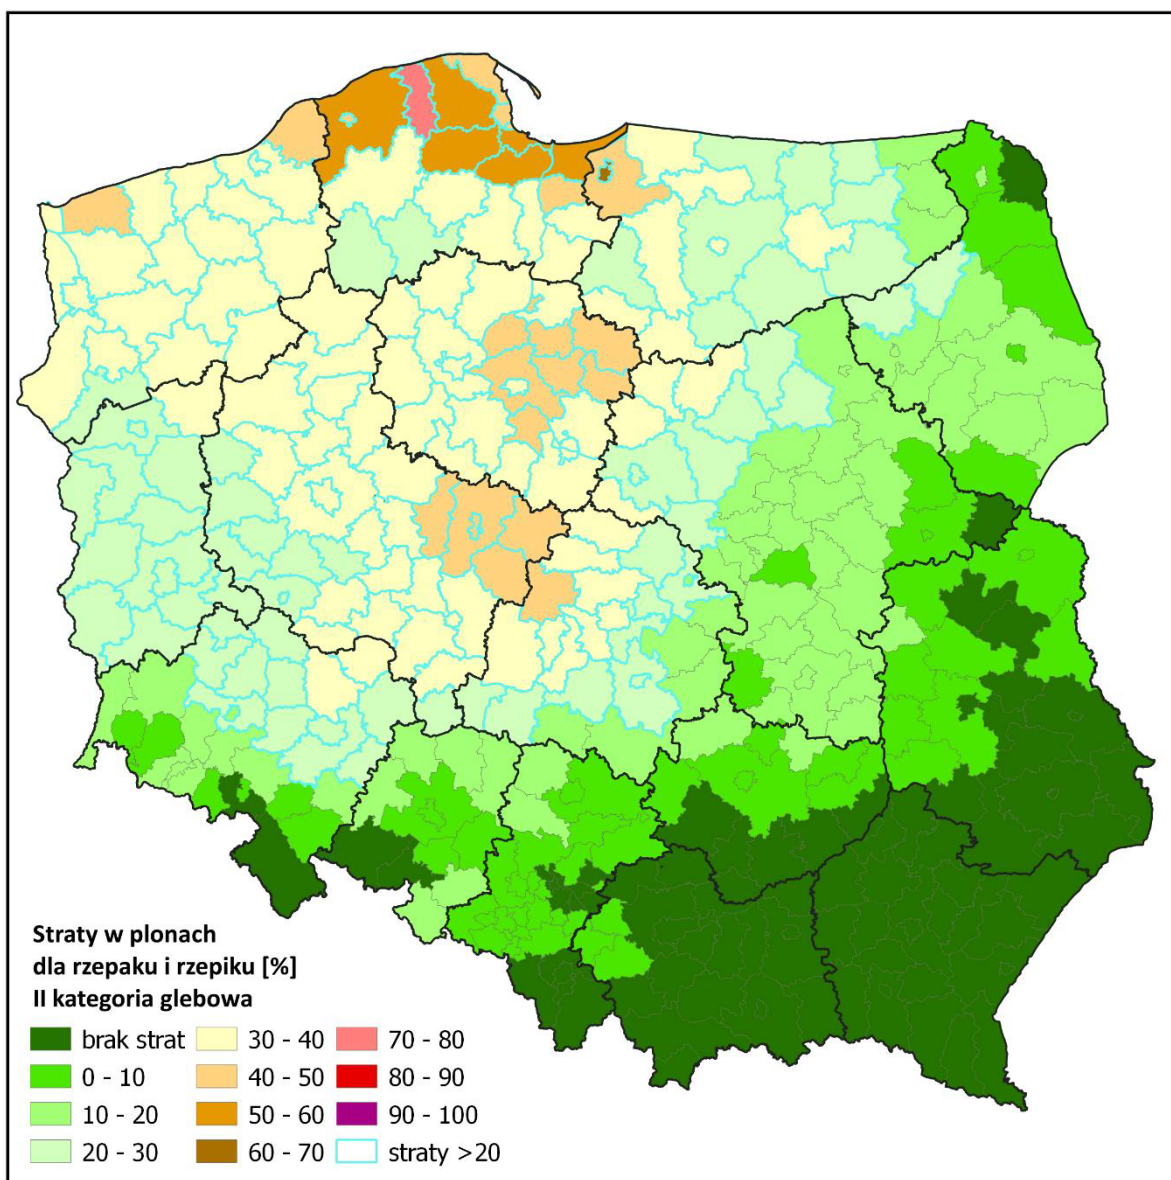 Straty w plonach
dla rzepaku i rzepiku [%]
II kategoria glebowa
brak strat
0 - 10
10 - 20
20 - 30
30 - 40
40 - 50
50 - 60
60 - 70
70 - 80
80 - 90
90 - 100
straty >20